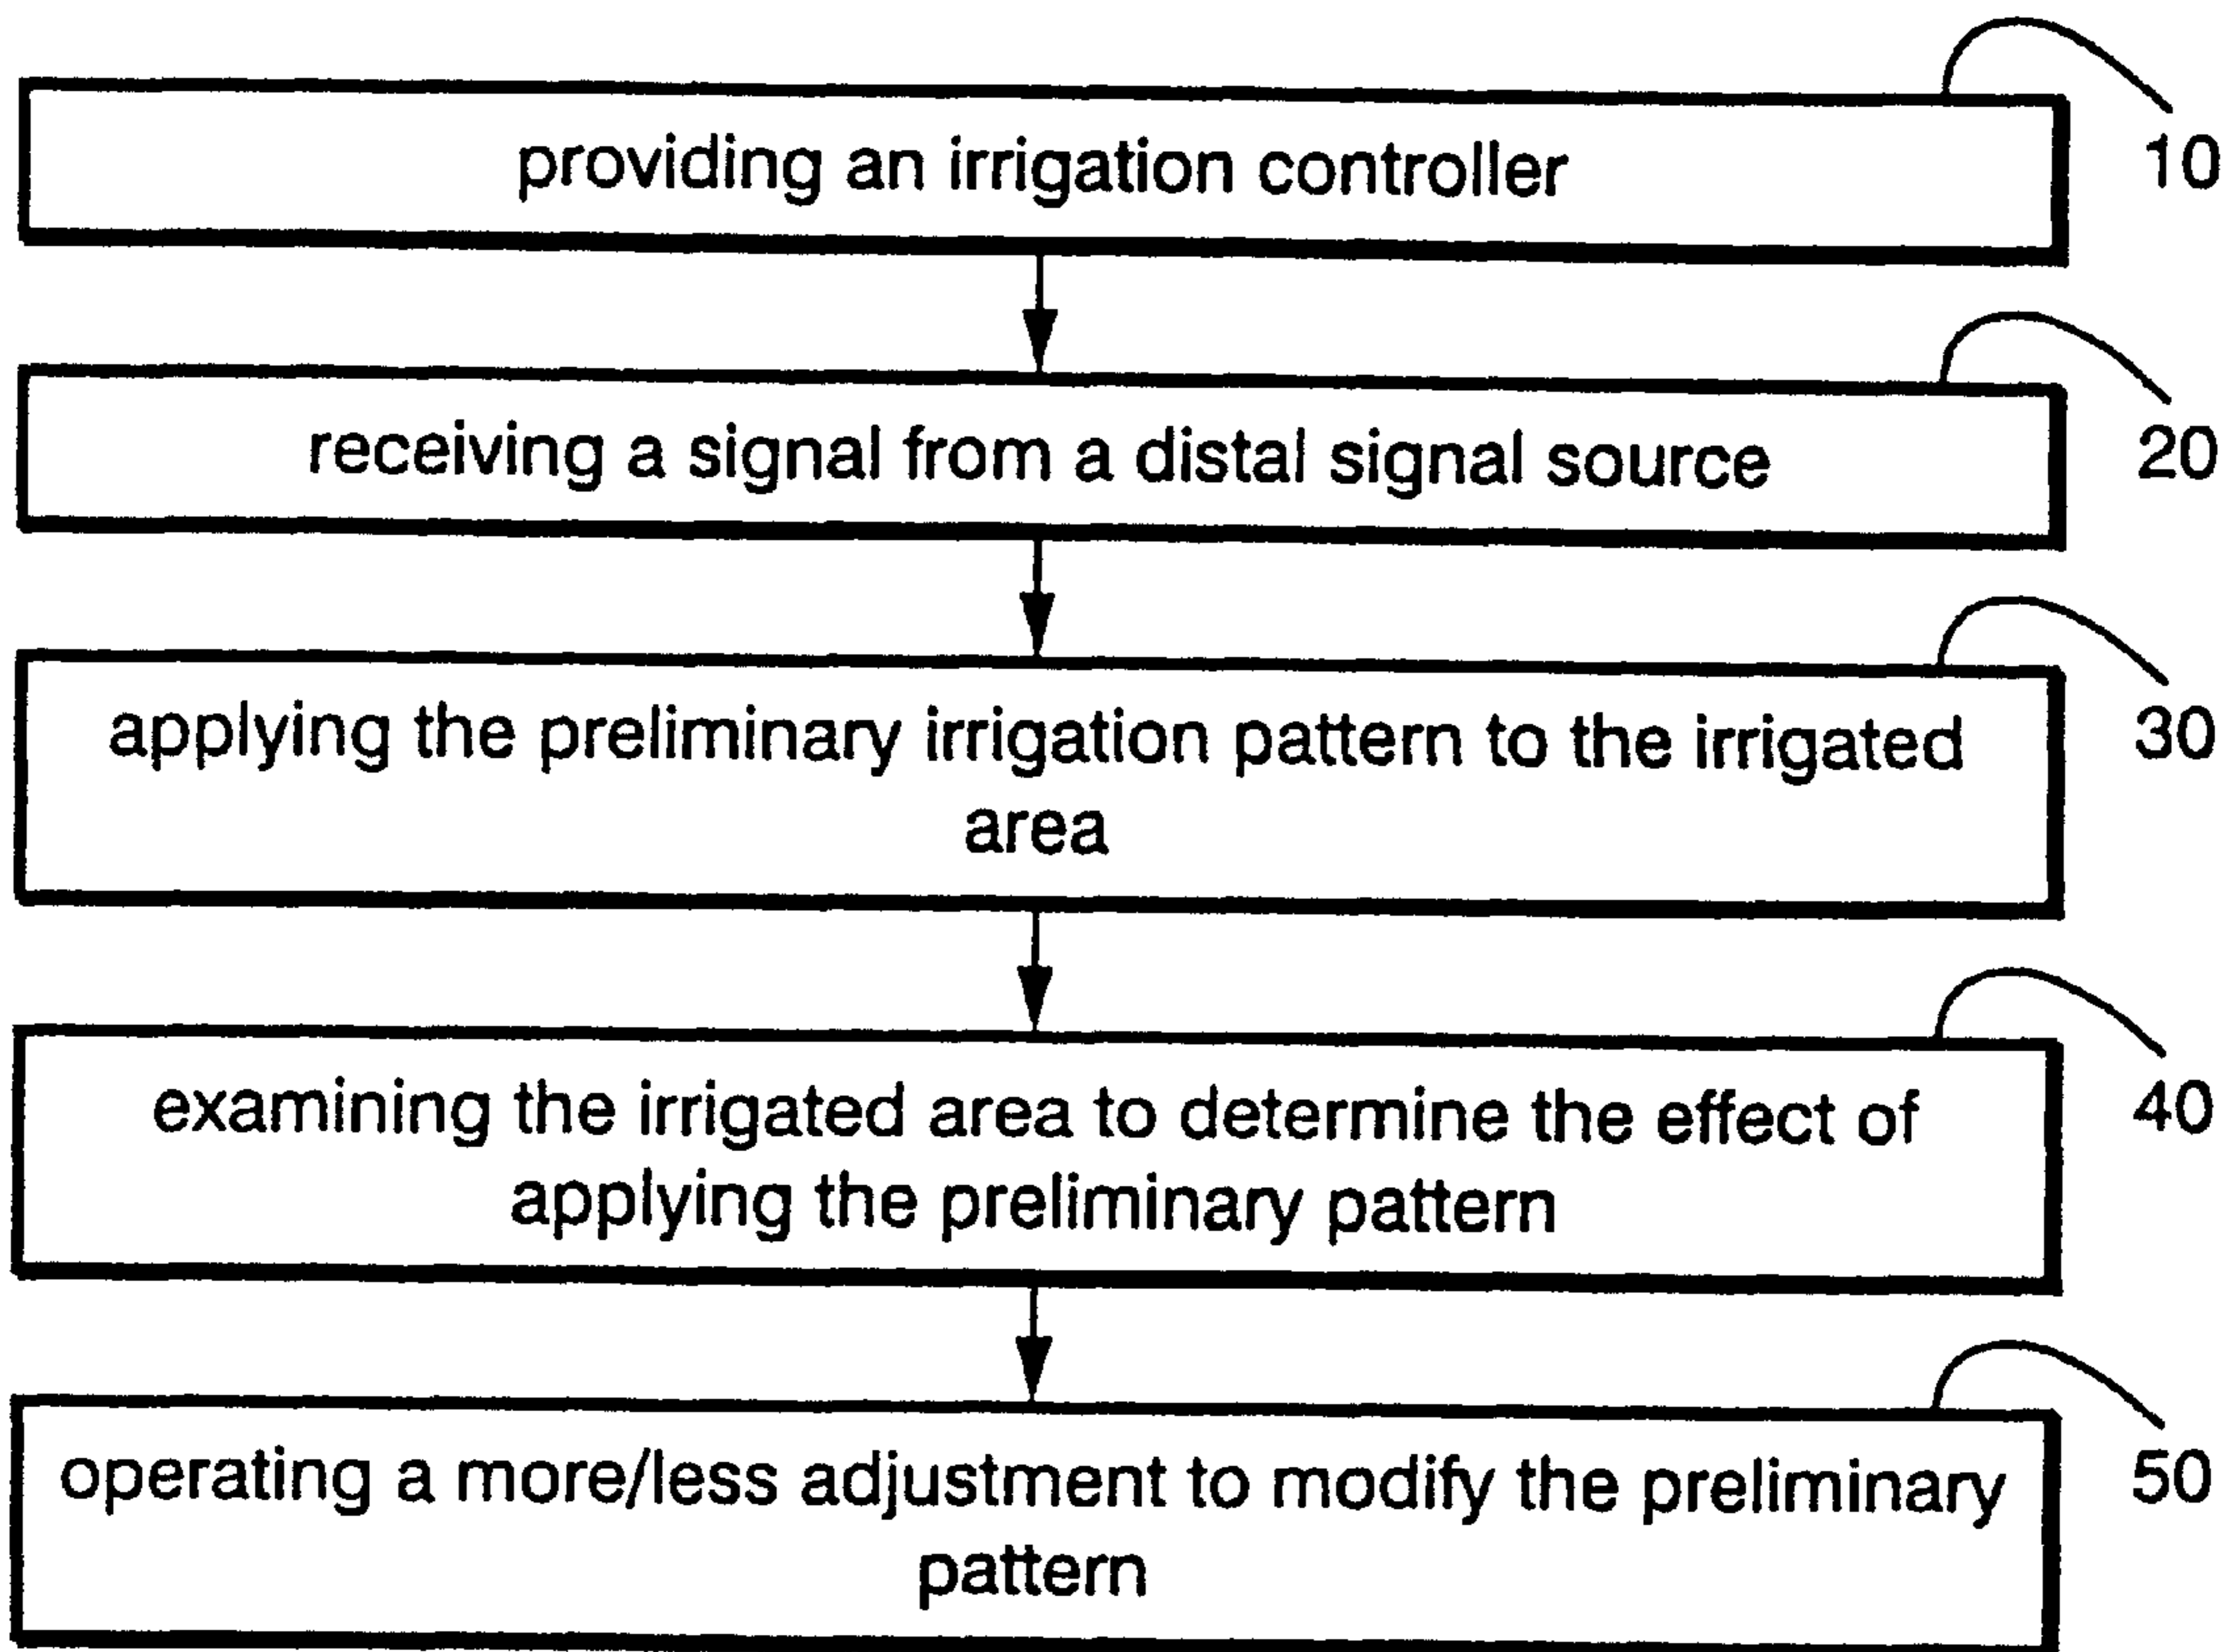 providing an irrigation controller
10
receiving a signal from a distal signal source
20
applying the preliminary irrigation pattern to the irrigated
area
30
examining the irrigated area to determine the effect of
applying the preliminary pattern
40
operating a more/less adjustment to modify the preliminary
pattern
50